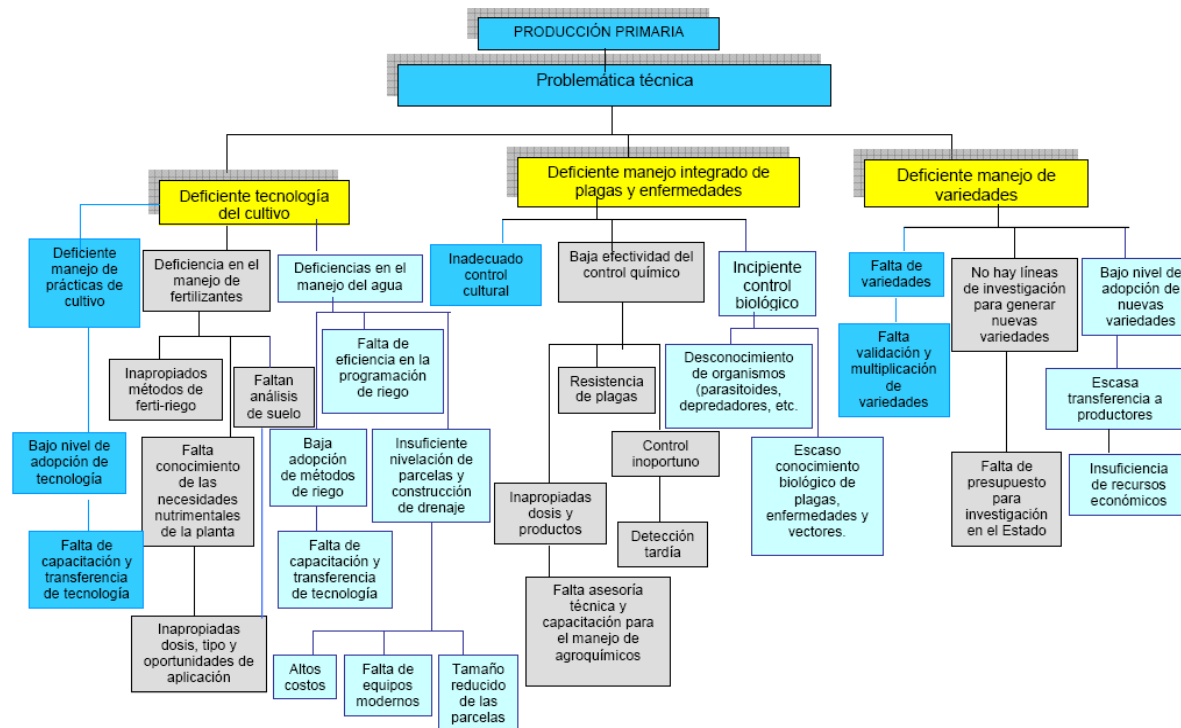 PRODUCCIÓN PRIMARIA
Problemática técnica
Deficiente tecnología
del cultivo
Deficiente manejo integrado de
plagas y enfermedades
Deficiente manejo de
variedades
Deficiente
manejo de
prácticas de
cultivo
Bajo nivel de
adopción de
tecnología
Falta de
capacitación y
transferencia
de tecnología
Deficiencia en el
manejo de
fertilizantes
Inapropiados
métodos de
ferti-riego
Falta
conocimiento
de las
necesidades
nutrimentales
de la planta
Inapropiadas
dosis, tipo y
oportunidades de
aplicación
Faltan
análisis
de suelo
Deficiencias en el
manejo del agua
Falta de
eficiencia en la
programación de
riego
Baja
adopción
de métodos
de riego
Falta de
capacitación y
transferencia
de tecnología
Insuficiente
nivelación de
parcelas y
construcción
de drenaje
Altos
costos
Falta de
equipos
modernos
Tamaño
reducido
de las
parcelas
Inadecuado
control
cultural
Baja efectividad del
control químico
Resistencia
de plagas
Inapropiadas
dosis y
productos
Falta asesoría
técnica y
capacitación para
el manejo de
agroquímicos
Control
inoportuno
Detección
tardía
Incipiente
control
biológico
Desconocimiento
de organismos
(parasitoides,
depredadores, etc.
Escaso
conocimiento
biológico de
plagas,
enfermedades y
vectores.
Falta de
variedades
Falta
validación y
multiplicación de
variedades
No hay líneas
de investigación
para generar
nuevas
variedades
Falta de
presupuesto
para
investigación
en el Estado
Bajo nivel de
adopción de
nuevas
variedades
Escasa
transferencia a
productores
Insuficiencia
de recursos
económicos